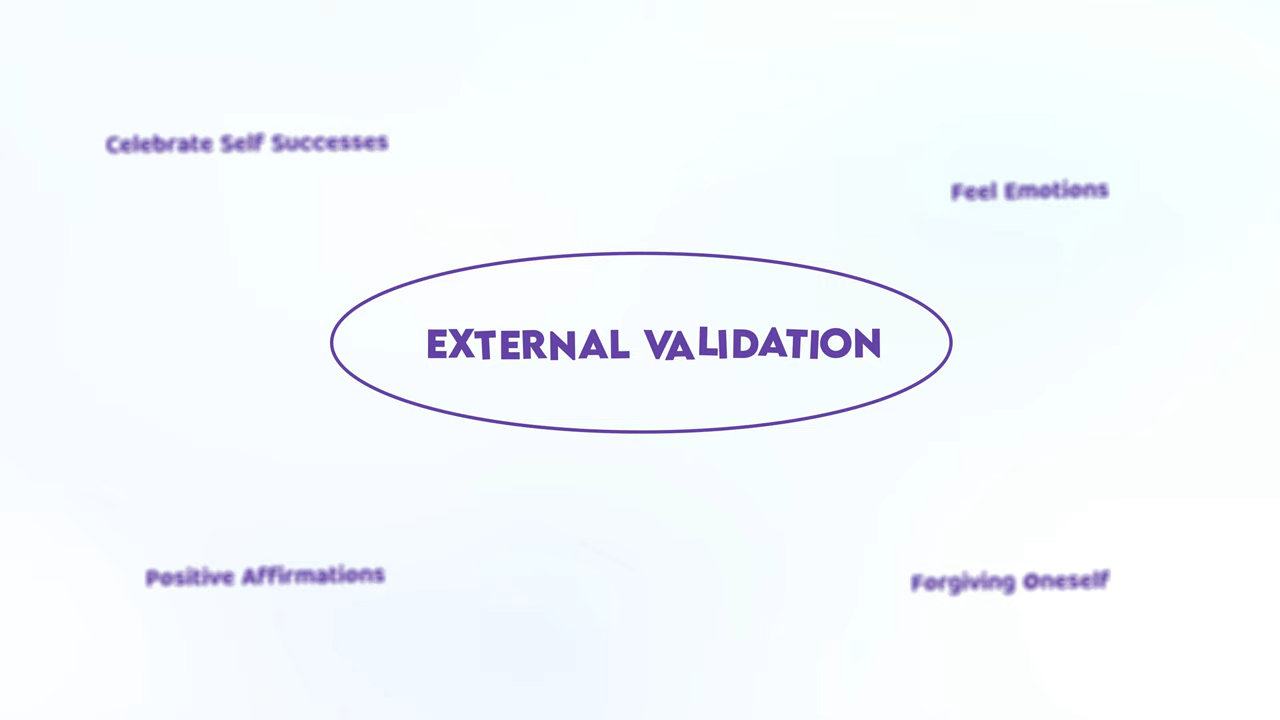 Celebrate Self Successes
Feel Emotions
EXTERNAL VALIDATION
Positive Affirmations
Forgiving Oneself